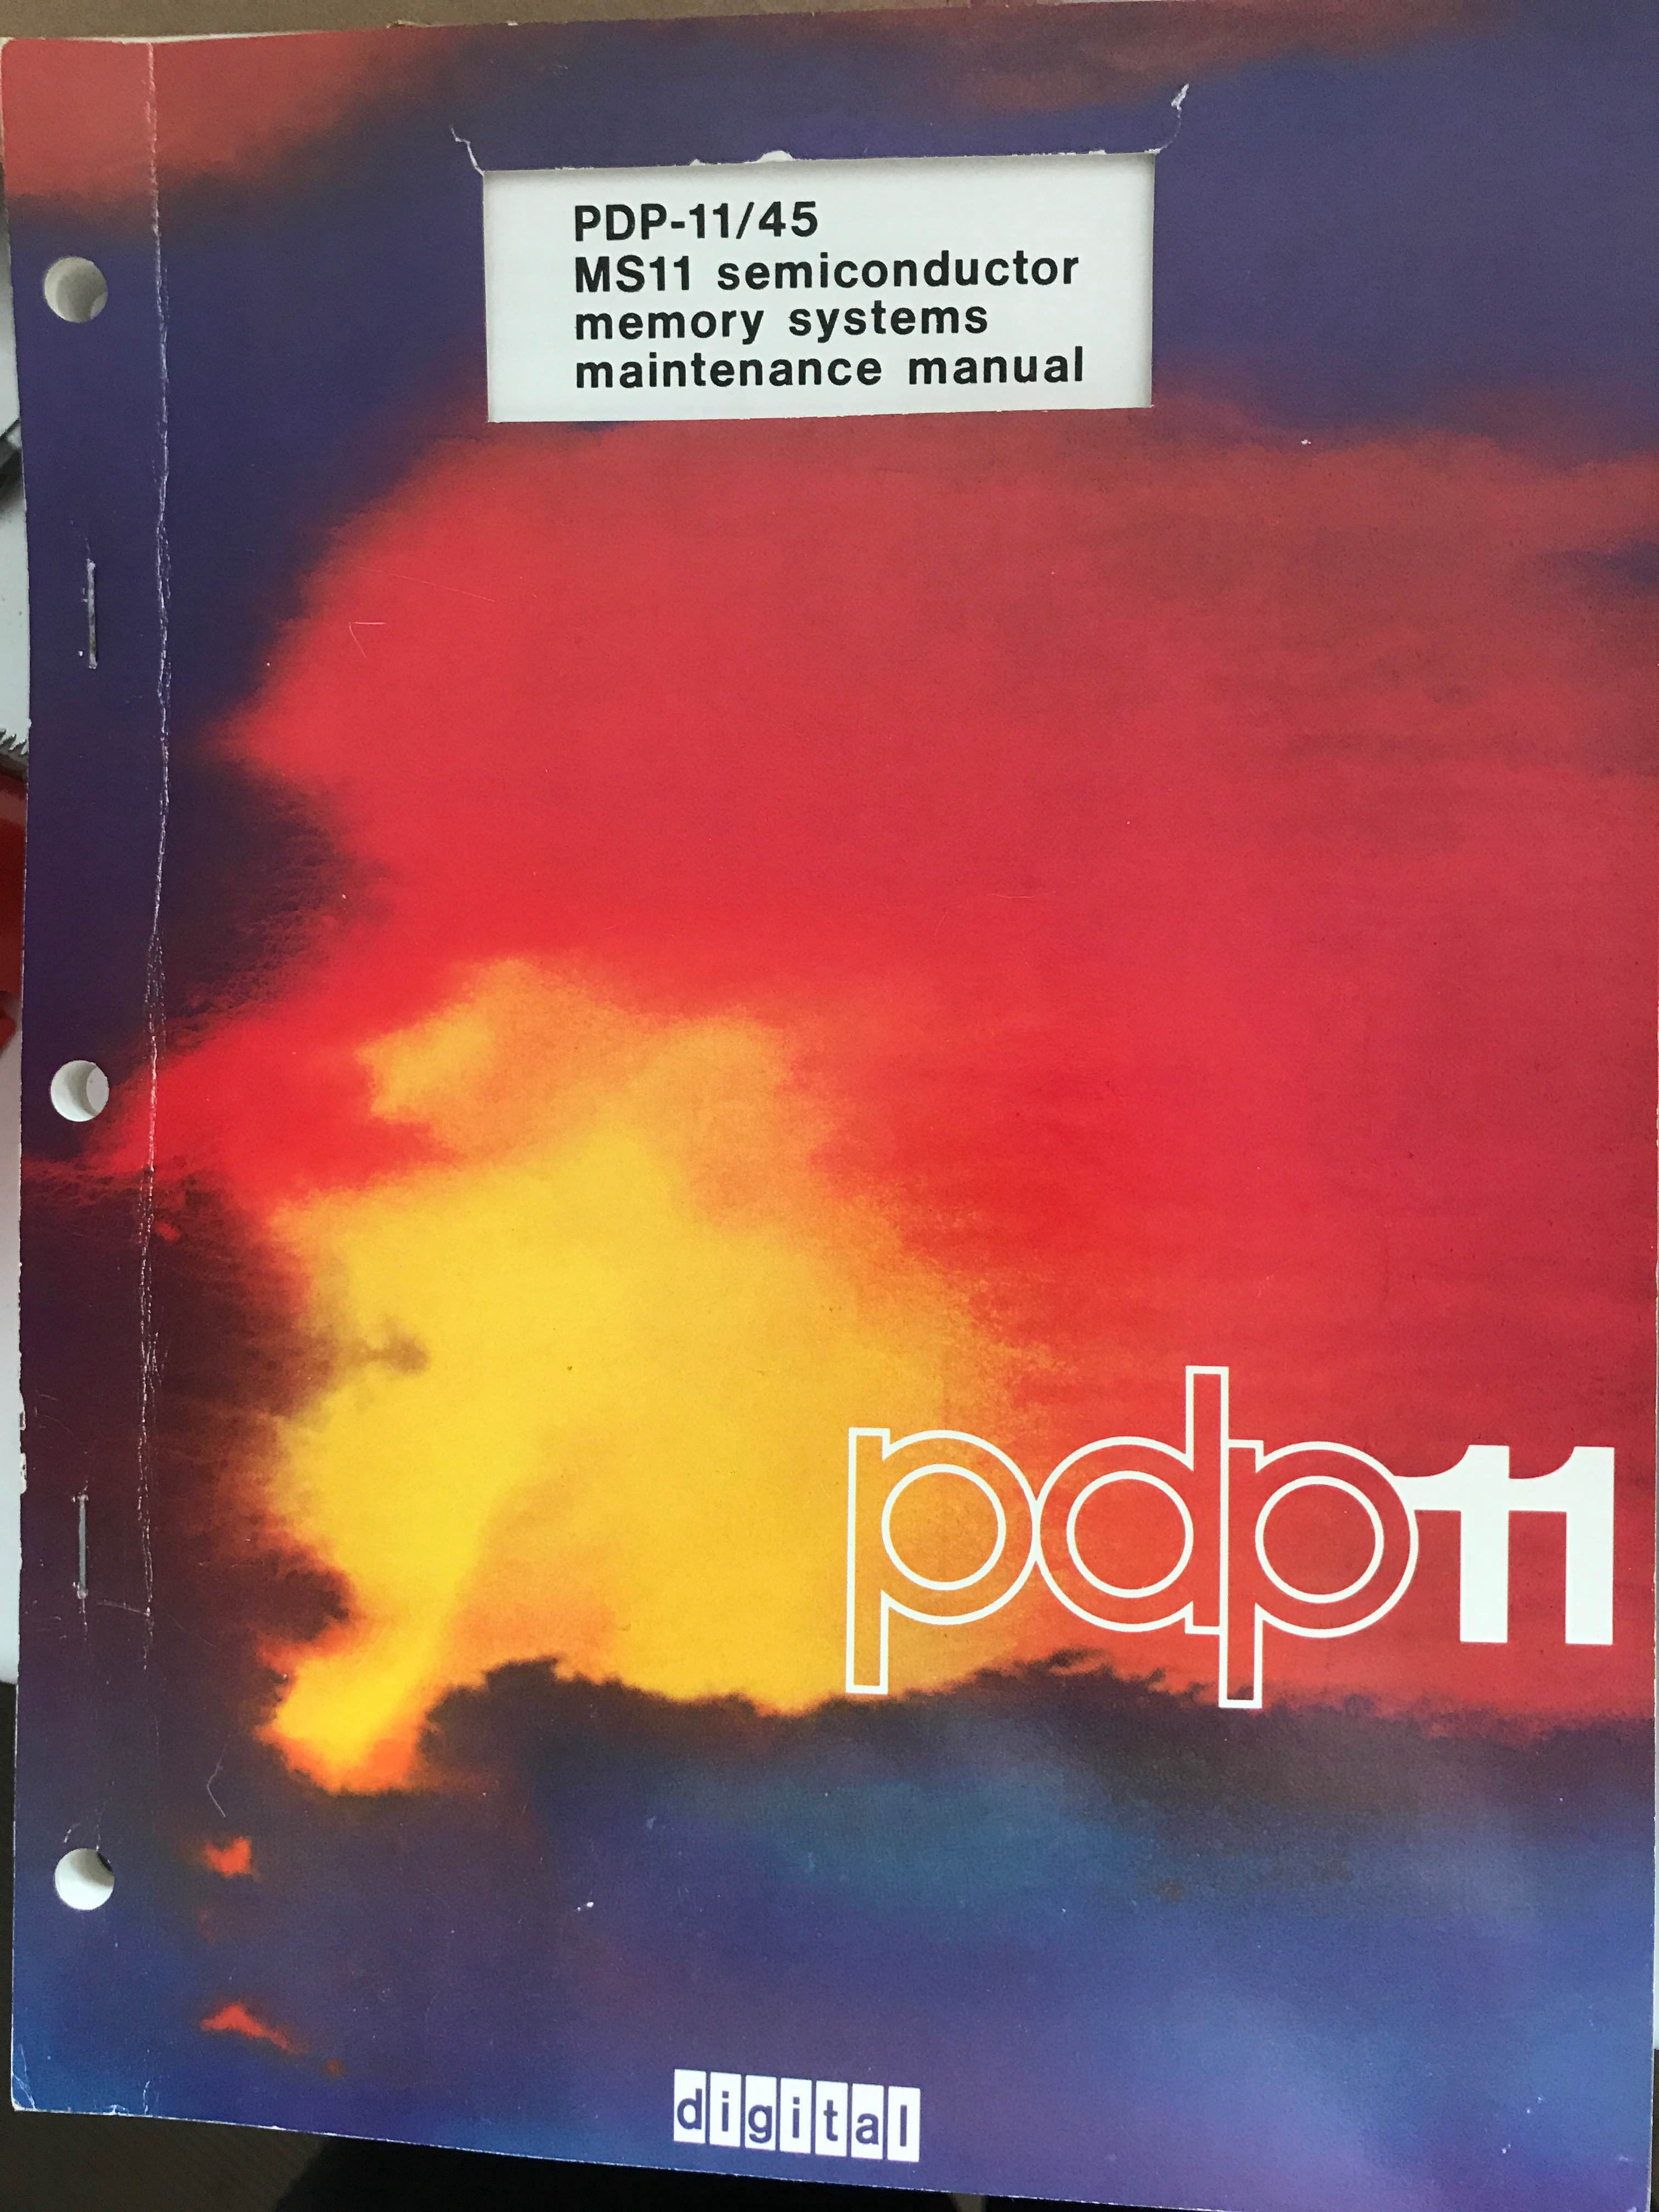 PDP-11/45
MS11 semiconductor
memory systems
maintenance manual
pdp11
digital